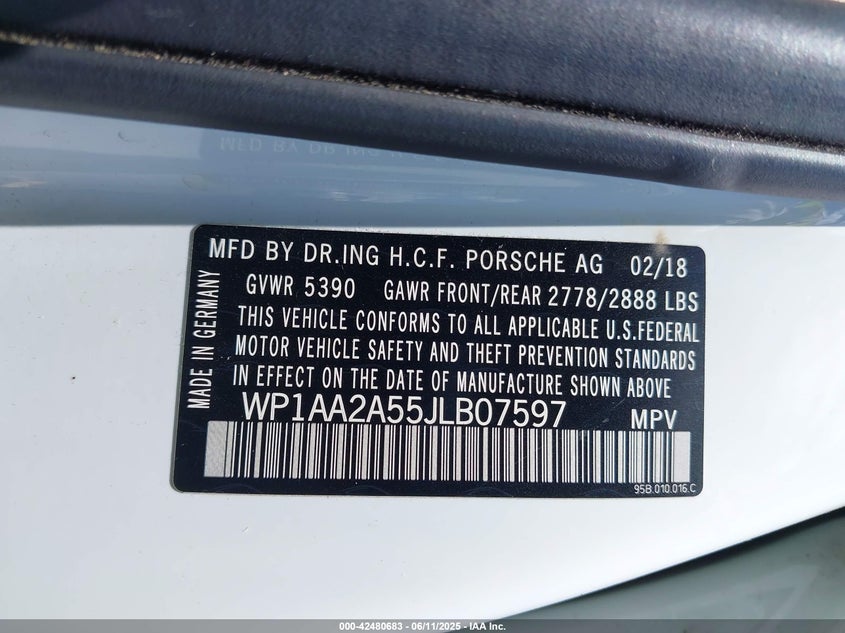 MFD BY DR.ING H.C.F. PORSCHE AG 02/18
GVWR 5390 GAWR FRONT/REAR 2778/2888 LBS
THIS VEHICLE CONFORMS TO ALL APPLICABLE U.S.FEDERAL
MOTOR VEHICLE SAFETY AND THEFT PREVENTION STANDARDS
IN EFFECT ON THE DATE OF MANUFACTURE SHOWN ABOVE
WP1AA2A55JLB07597 MPV
MADE IN GERMANY
95B.010.016.C
000-42480683 - 06/11/2025 - IAA Inc.